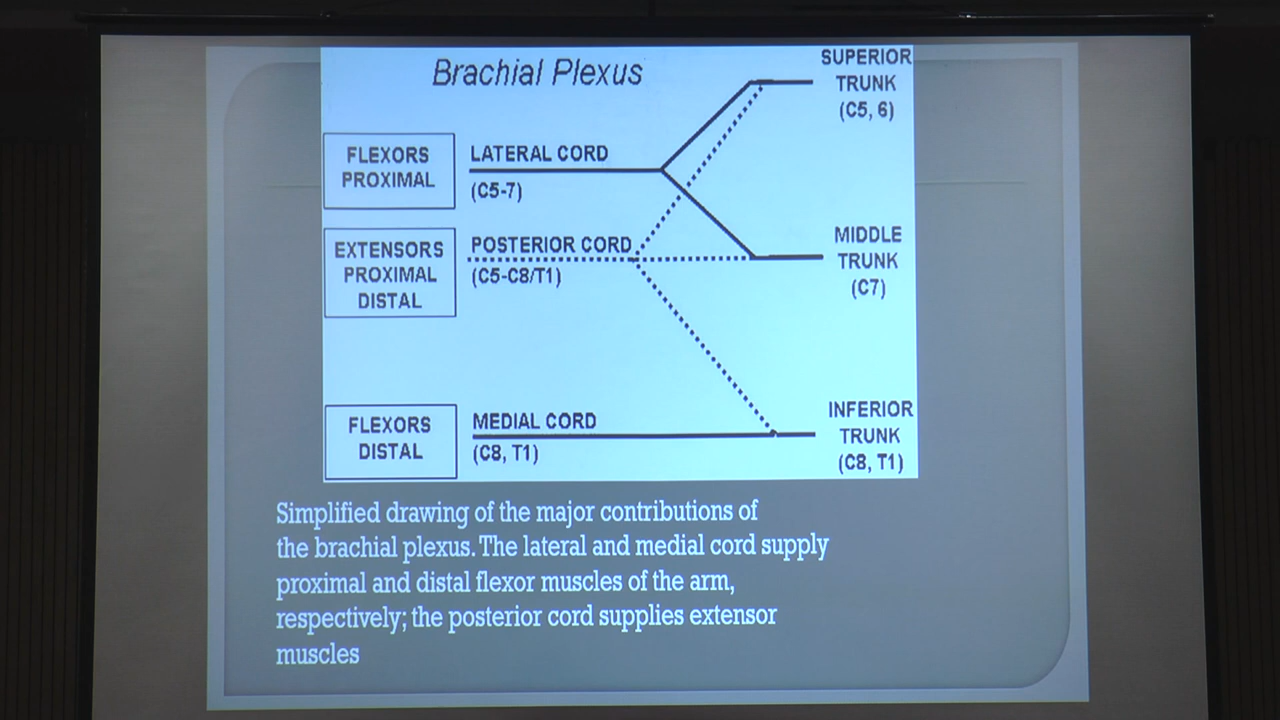 Brachial Plexus
SUPERIOR
TRUNK
(C5, 6)
FLEXORS
PROXIMAL
LATERAL CORD
(C5-7)
EXTENSORS
PROXIMAL
DISTAL
POSTERIOR CORD
(C5-C8/T1)
MIDDLE
TRUNK
(C7)
FLEXORS
DISTAL
MEDIAL CORD
(C8, T1)
INFERIOR
TRUNK
(C8, T1)
Simplified drawing of the major contributions of
the brachial plexus. The lateral and medial cord supply
proximal and distal flexor muscles of the arm,
respectively; the posterior cord supplies extensor
muscles